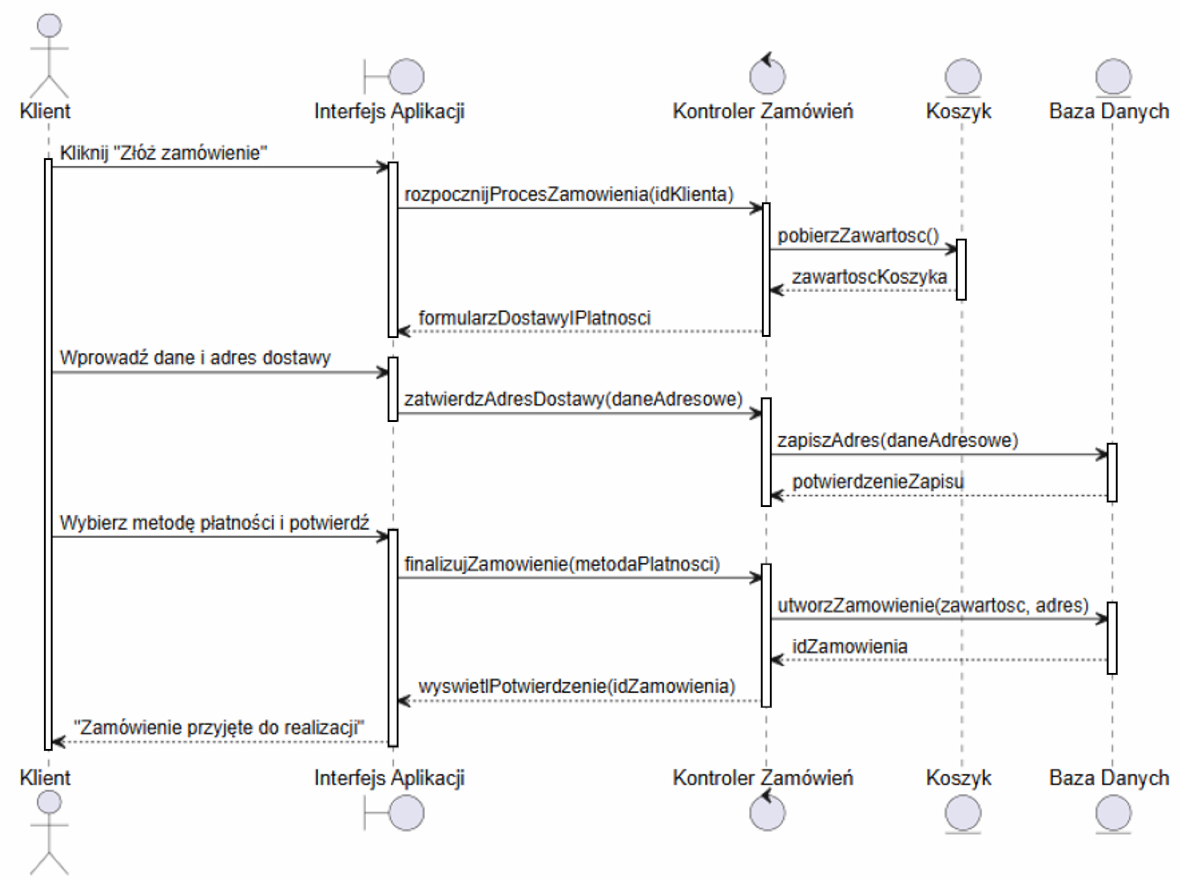 Klient
Interfejs Aplikacji
Kontroler Zamówień
Koszyk
Baza Danych
Kliknij "Złóż zamówienie"
rozpocznijProcesZamowienia(idKlienta)
pobierzZawartosc()
zawartoscKoszyka
formularzDostawyIPlatnosci
Wprowadź dane i adres dostawy
zatwierdzAdresDostawy(daneAdresowe)
zapiszAdres(daneAdresowe)
potwierdzenieZapisu
Wybierz metodę płatności i potwierdź
finalizujZamowienie(metodaPlatnosci)
utworzZamowienie(zawartosc, adres)
idZamowienia
wyswietlPotwierdzenie(idZamowienia)
"Zamówienie przyjęte do realizacji"
Klient
Interfejs Aplikacji
Kontroler Zamówień
Koszyk
Baza Danych